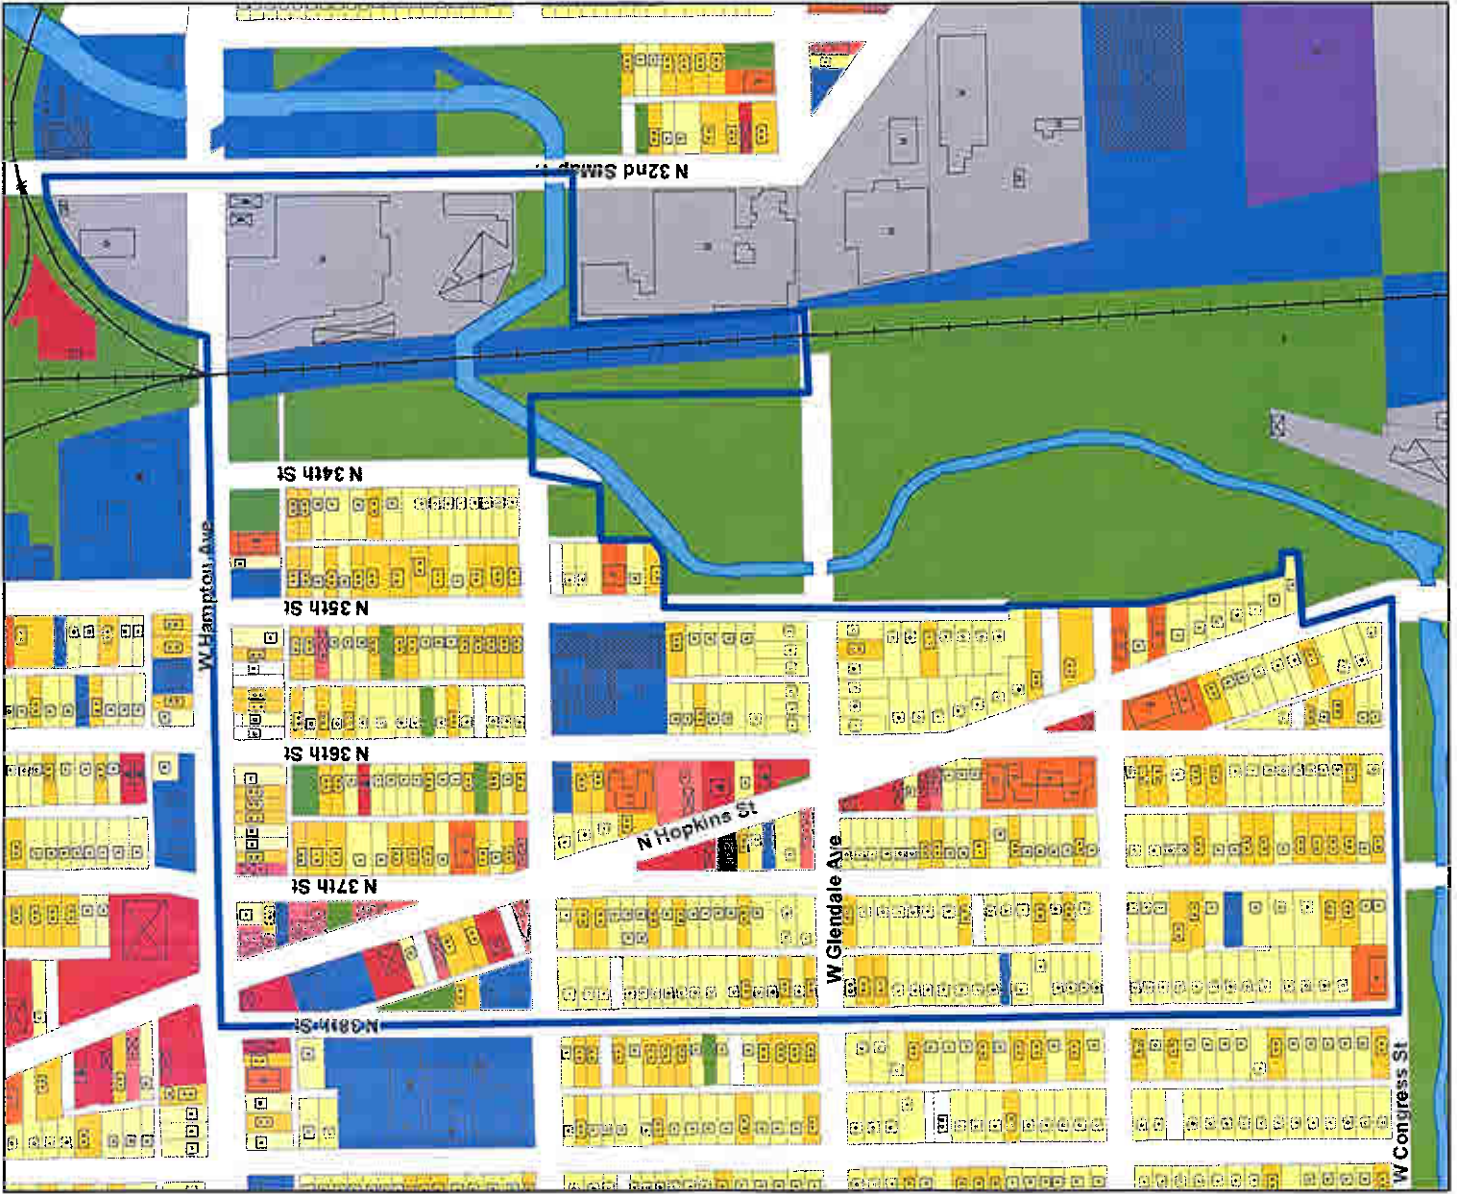 N 32nd St
N 34th St
W Hampton Ave
N 35th St
N 36th St
N Hopkins St
W Glendale Ave
N 37th St
N 38th St
W Congress St